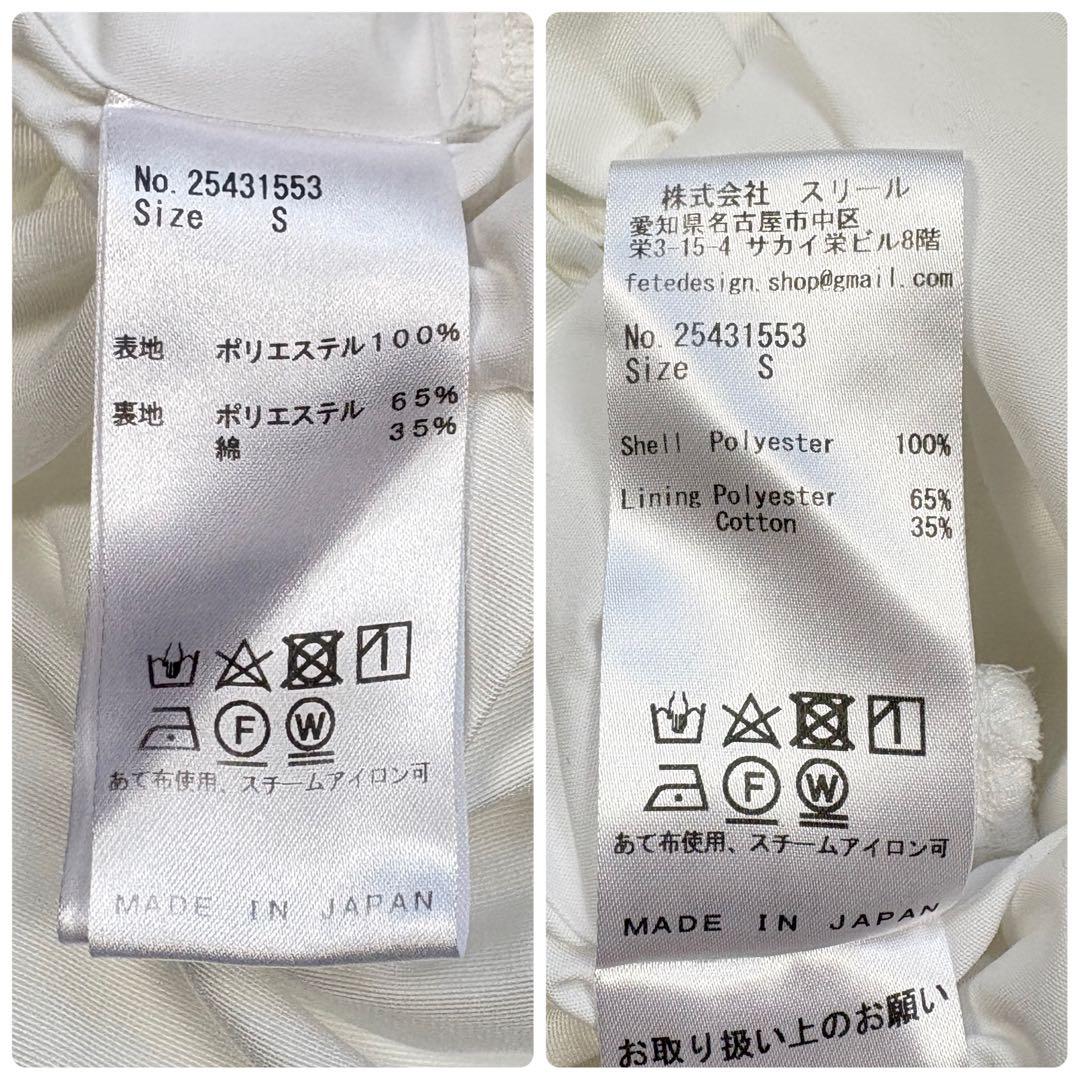 No. 25431553
Size S
表地 ポリエステル100%
裏地 ポリエステル 65%
綿 35%
F W
あて布使用、スチームアイロン可
MADE IN JAPAN
株式会社 スリール
愛知県名古屋市中区
栄3-15-4 サカイ栄ビル8階
fetedesign.shop@gmail.com
No. 25431553
Size S
Shell Polyester 100%
Lining Polyester 65%
Cotton 35%
F W
あて布使用、スチームアイロン可
MADE IN JAPAN
お取り扱い上のお願い